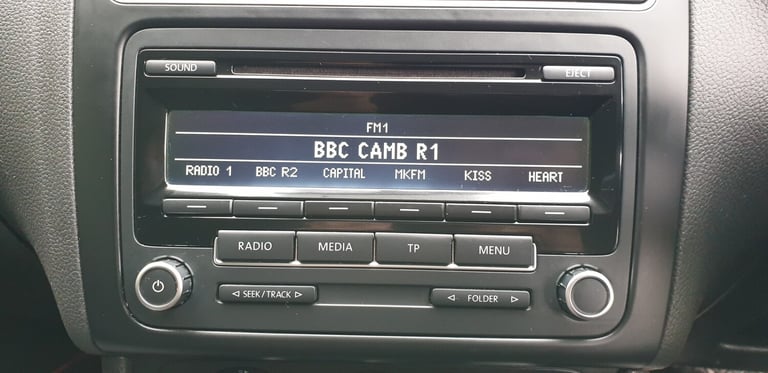 SOUND EJECT
FM1
BBC CAMB R1
RADIO 1 BBC R2 CAPITAL MKFM KISS HEART
RADIO MEDIA TP MENU
SEEK/TRACK FOLDER